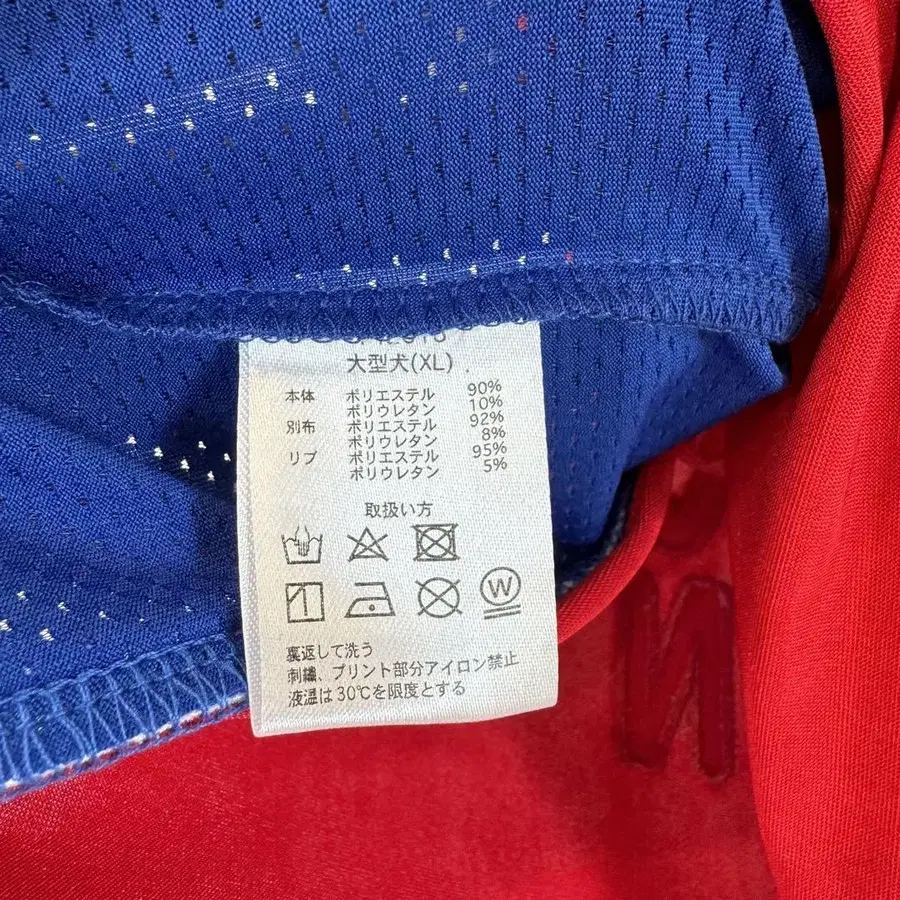 大型犬(XL)
本体 ポリエステル 90%
ポリウレタン 10%
別布 ポリエステル 92%
ポリウレタン 8%
リブ ポリエステル 95%
ポリウレタン 5%
取扱い方
W
裏返して洗う
刺繍、プリント部分アイロン禁止
液温は30℃を限度とする
N